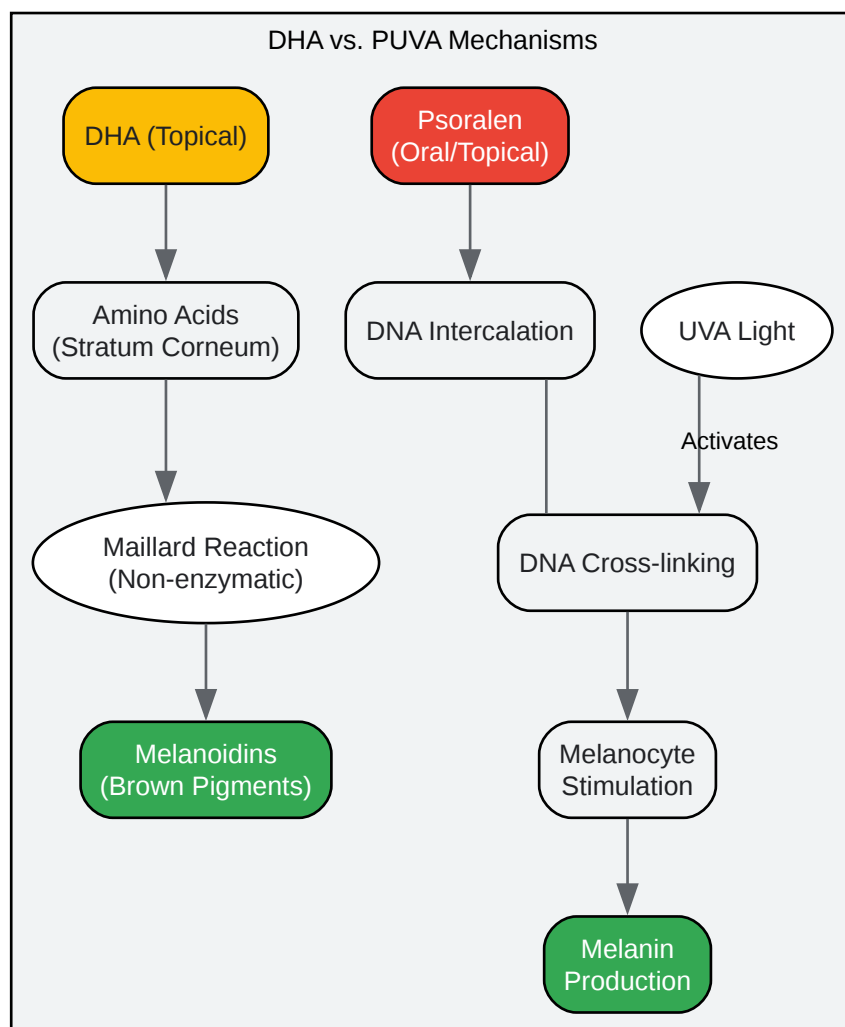 DHA vs. PUVA Mechanisms
DHA (Topical)
Psoralen
(Oral/Topical)
Amino Acids
(Stratum Corneum)
DNA Intercalation
UVA Light
Activates
Maillard Reaction
(Non-enzymatic)
DNA Cross-linking
Melanoidins
(Brown Pigments)
Melanocyte
Stimulation
Melanin
Production